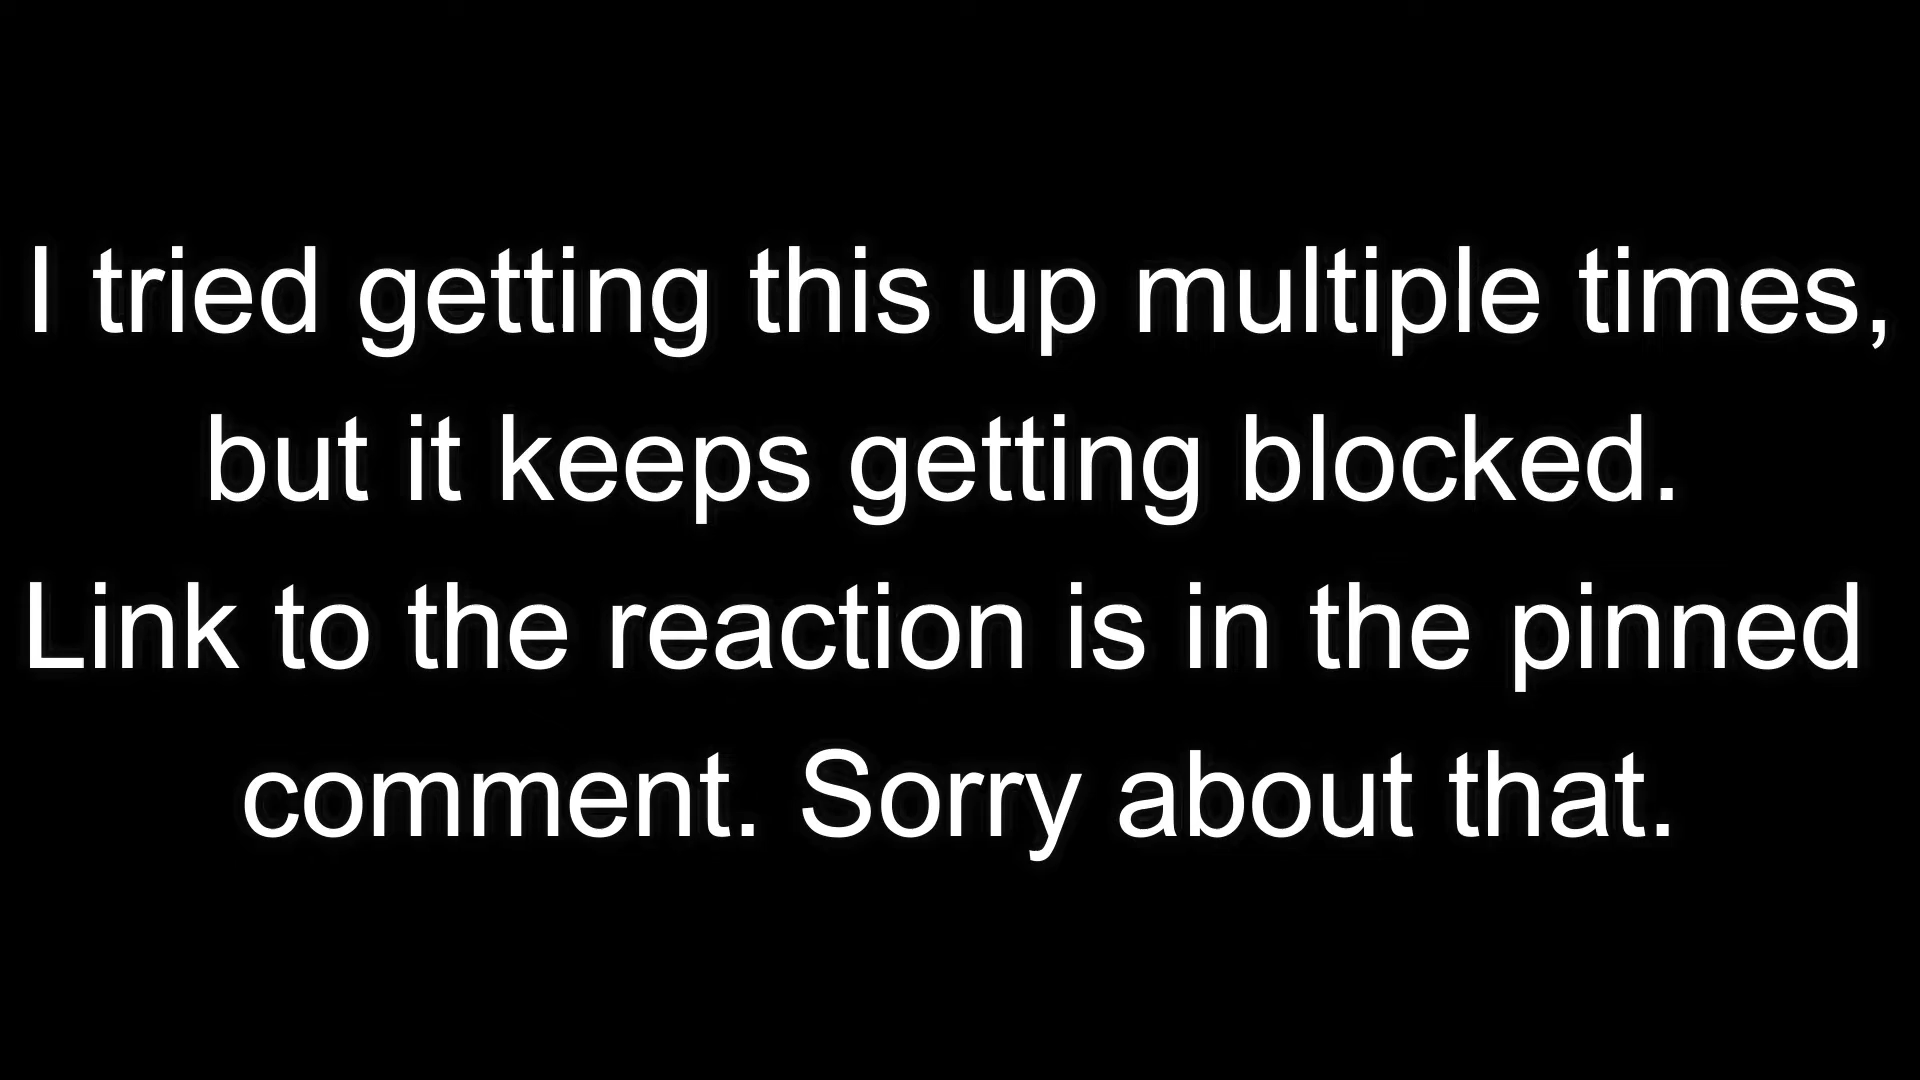 I tried getting this up multiple times,
but it keeps getting blocked.
Link to the reaction is in the pinned
comment. Sorry about that.